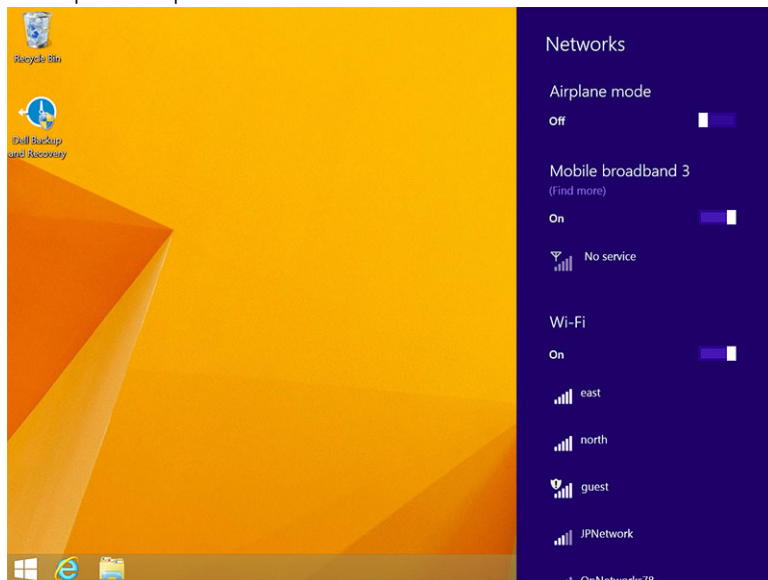 Recycle Bin
Dell Backup
and Recovery
Networks
Airplane mode
Off
Mobile broadband 3
(Find more)
On
No service
Wi-Fi
On
east
north
guest
JPNetwork
OnNetworks78